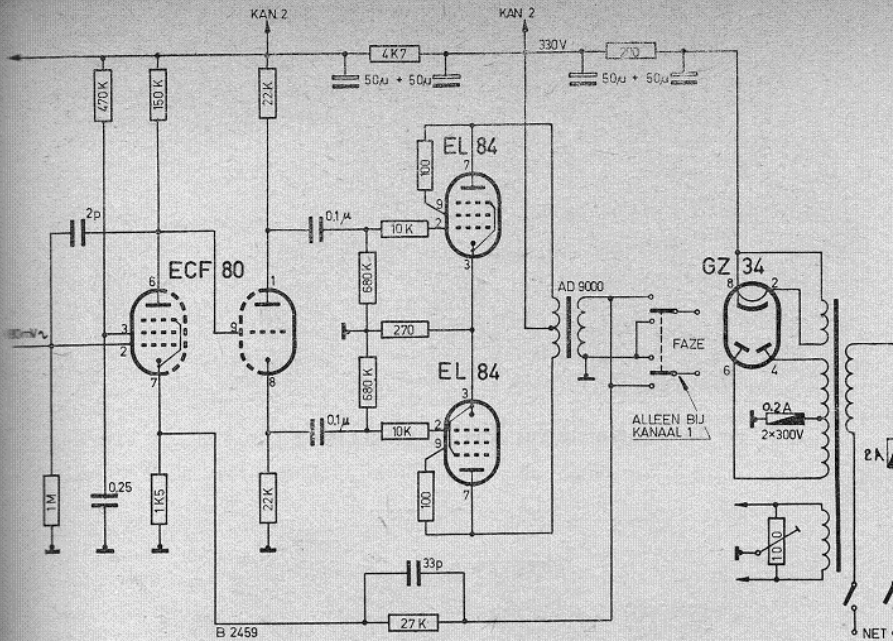 KAN. 2
KAN. 2
4K7
330V
200
50μ + 50μ
50μ + 50μ
470K
150K
22K
EL 84
100
7
9
2
3
2p
0,1μ
10K
ECF 80
GZ 34
6
1
680K
8
2
AD 9000
3
2
9
270
FAZE
7
8
EL 84
6
4
680K
3
0.2A
2×300V
ALLEEN BIJ
KANAAL 1
0,1μ
10K
2
9
2A
1M
0,25
1K5
22K
100
7
33p
27K
B 2459
NET